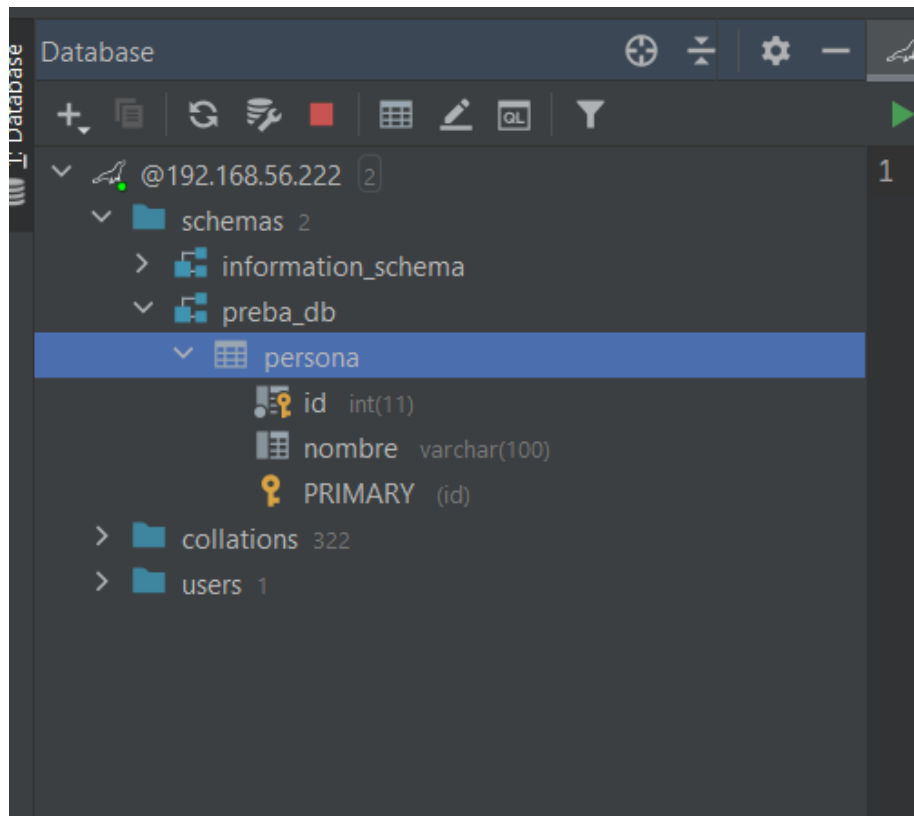 Database
1: Database
QL
@192.168.56.222 2
1
schemas 2
information_schema
preba_db
persona
id int(11)
nombre varchar(100)
PRIMARY (id)
collations 322
users 1